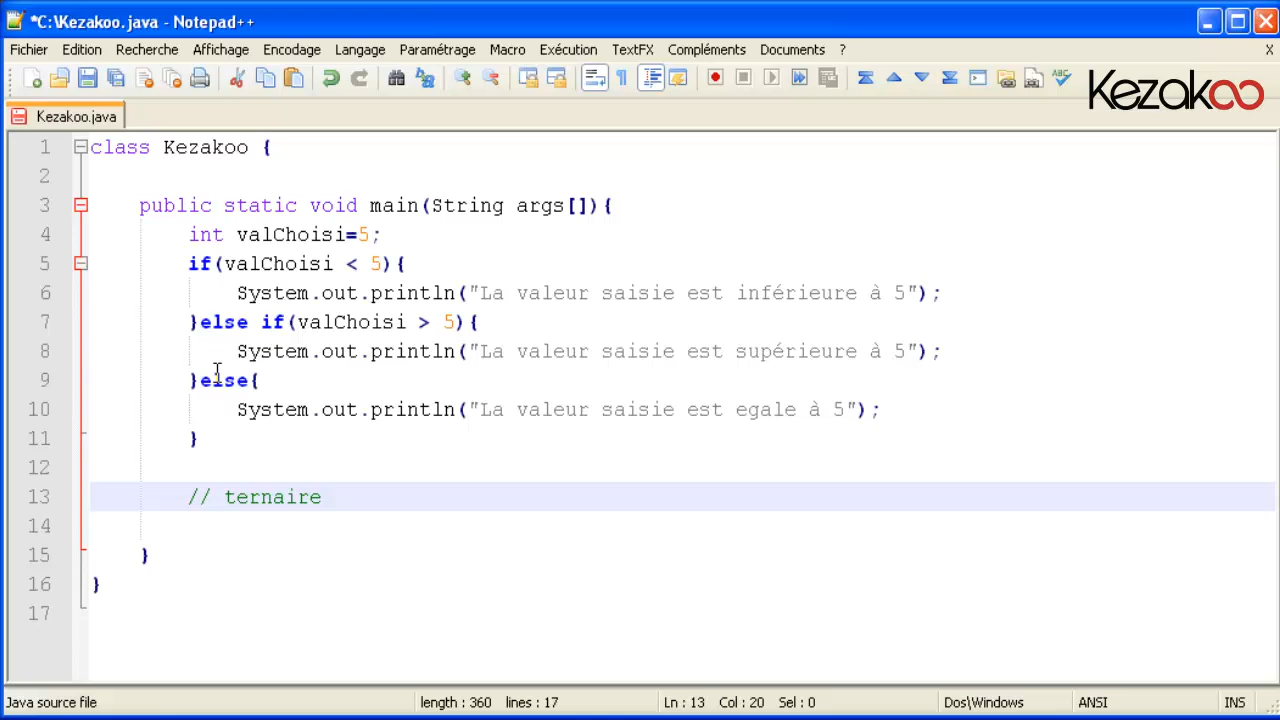 *C:\Kezakoo.java - Notepad++
Fichier Edition Recherche Affichage Encodage Langage Paramétrage Macro Exécution TextFX Compléments Documents ? X
ABC
Kezakoo
Kezakoo.java
1 class Kezakoo {
2
3 public static void main(String args[]){
4 int valChoisi=5;
5 if(valChoisi < 5){
6 System.out.println("La valeur saisie est inférieure à 5");
7 }else if(valChoisi > 5){
8 System.out.println("La valeur saisie est supérieure à 5");
9 }else{
10 System.out.println("La valeur saisie est egale à 5");
11 }
12
13 // ternaire
14
15 }
16 }
17
Java source file length : 360 lines : 17 Ln : 13 Col : 20 Sel : 0 Dos\Windows ANSI INS